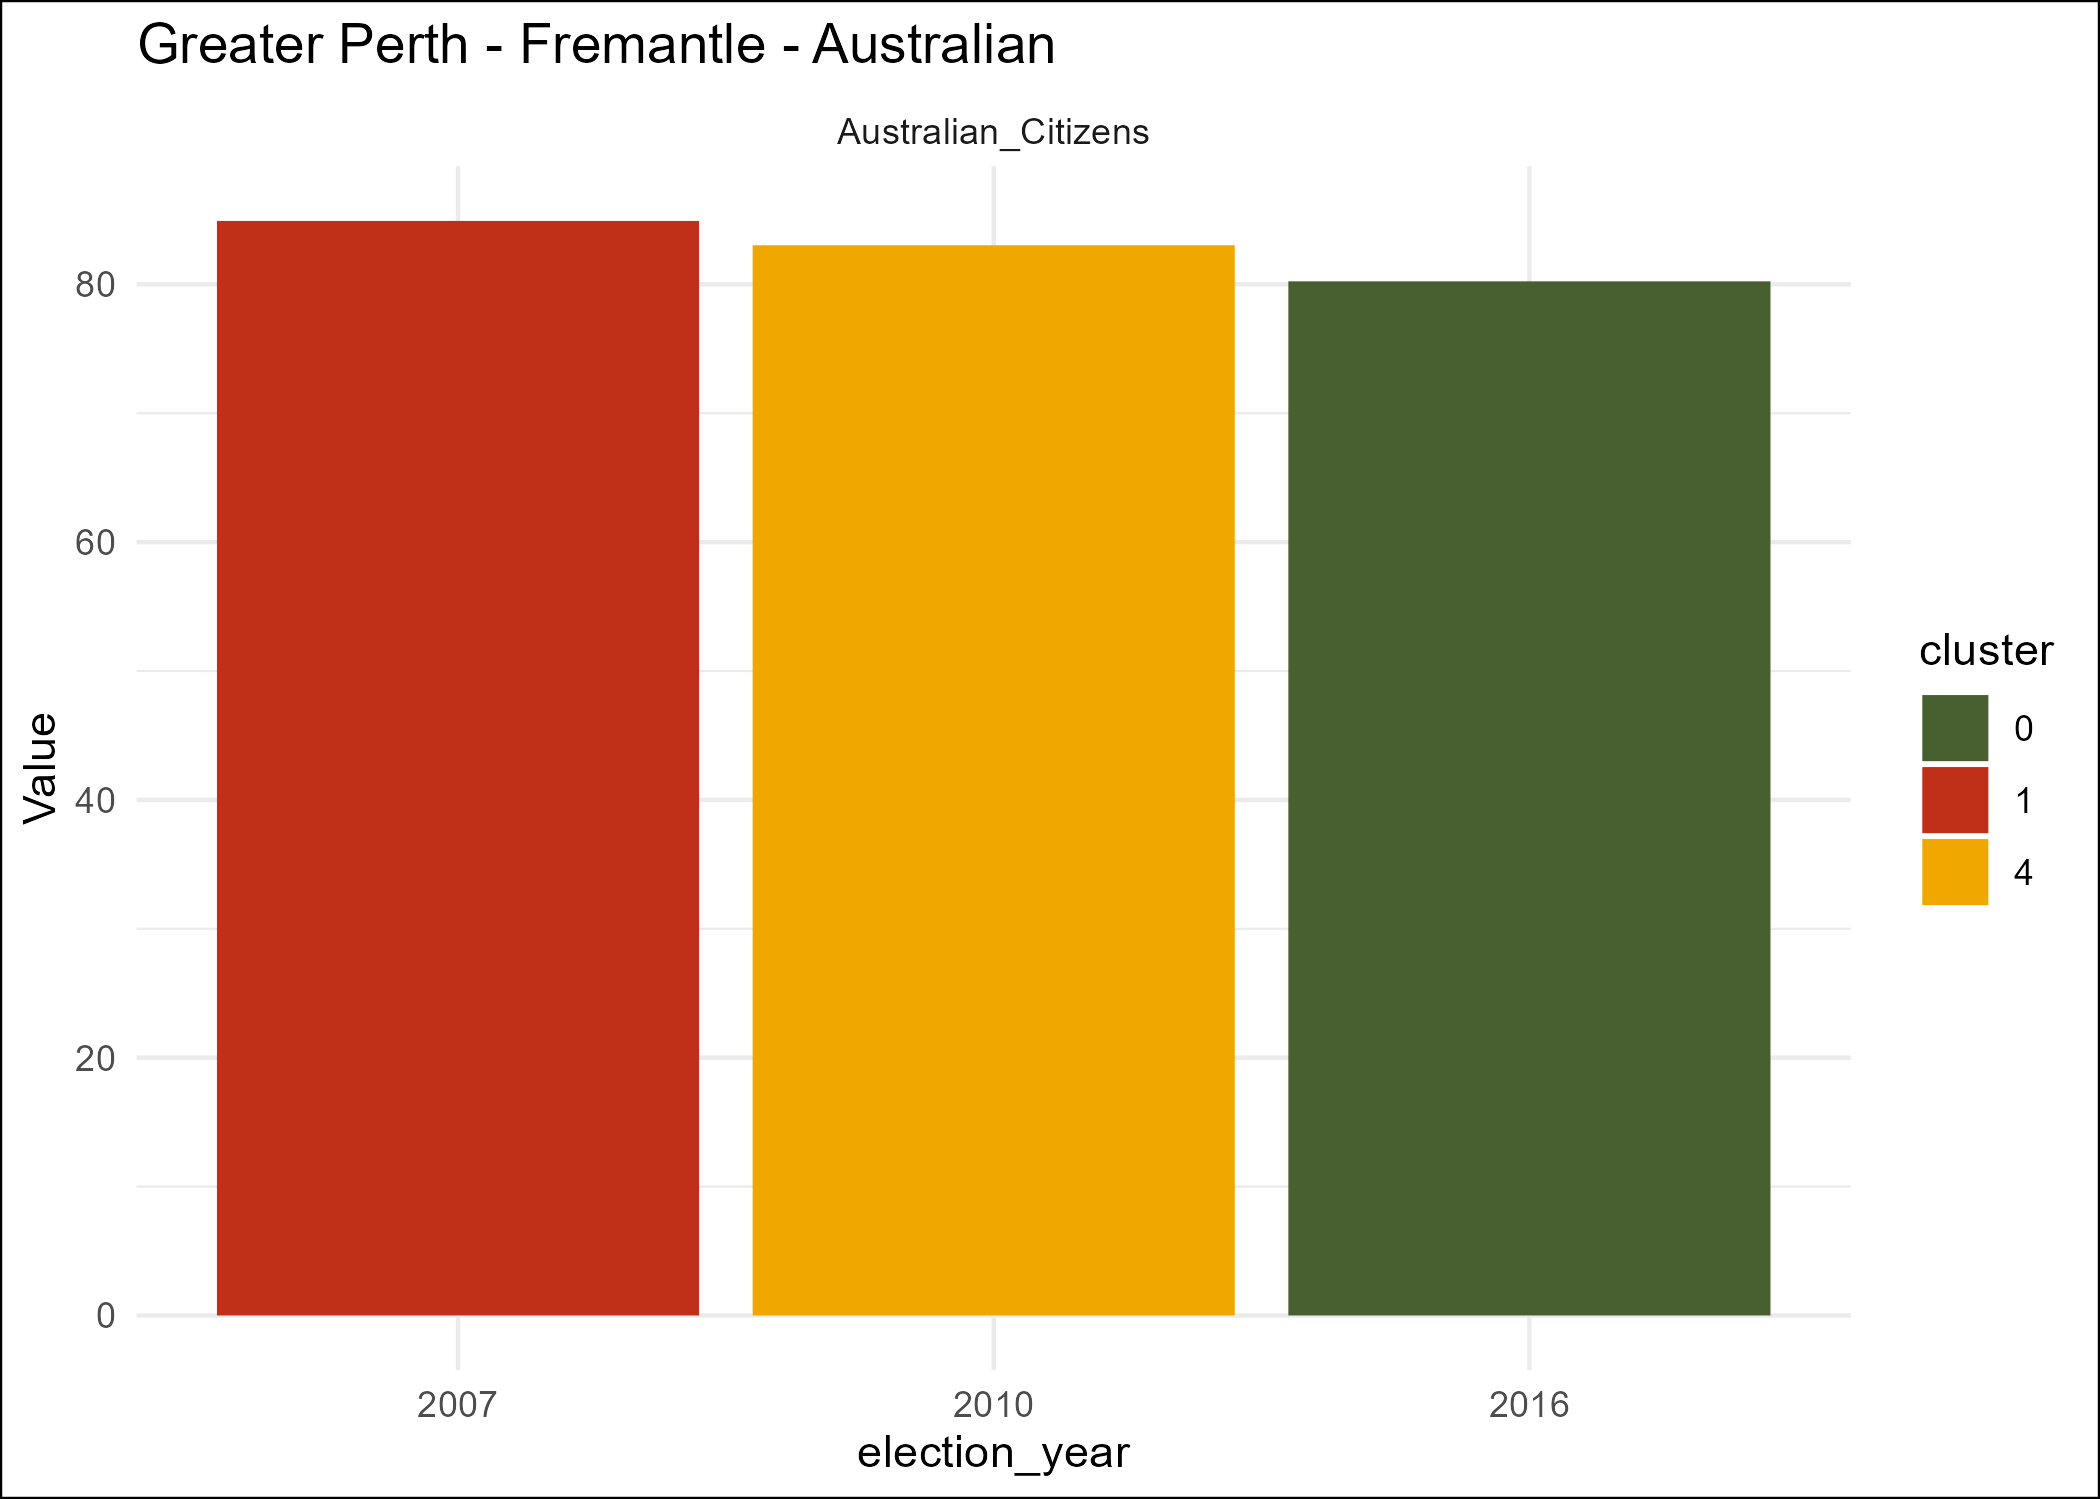 Greater Perth - Fremantle - Australian
Australian_Citizens
80
60
40
20
0
Value
2007 2010 2016
election_year
cluster
0
1
4